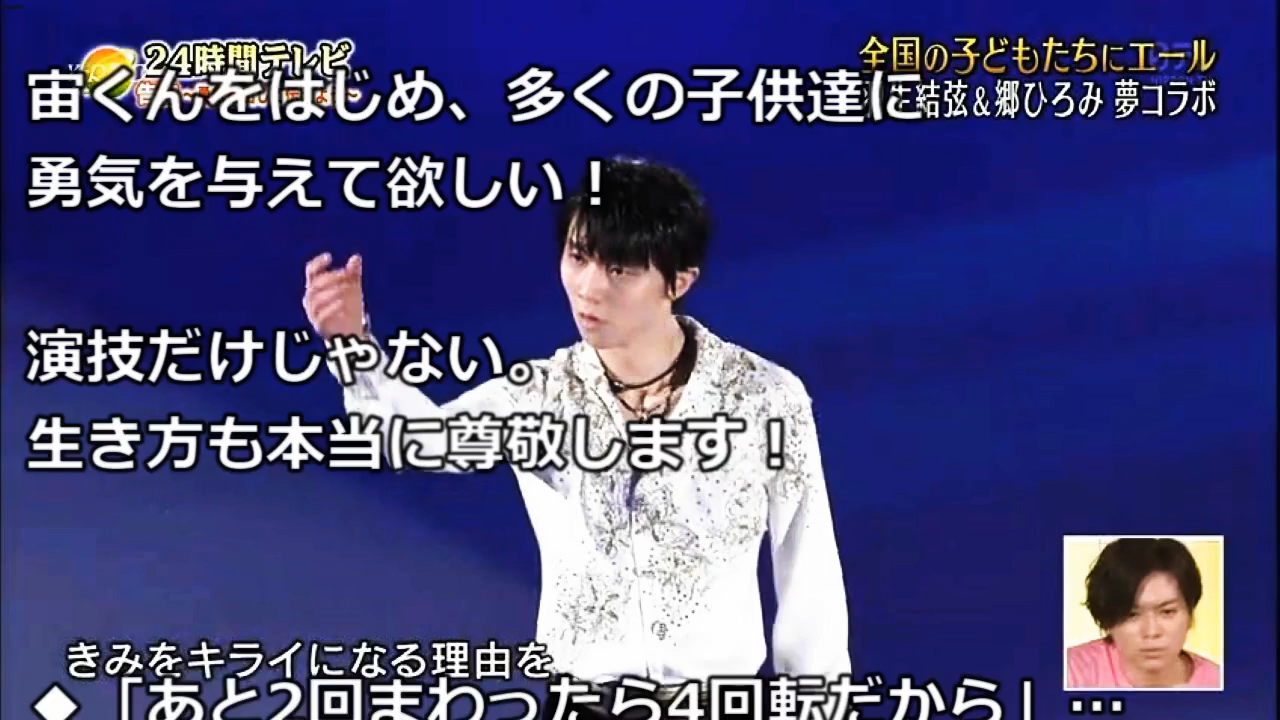 24時間テレビ
全国の子どもたちにエール
宙くんをはじめ、多くの子供達に
生結弦&郷ひろみ 夢コラボ
勇気を与えて欲しい!
演技だけじゃない。
生き方も本当に尊敬します!
きみをキライになる理由を
◆「あと2回まわったら4回転だから」…